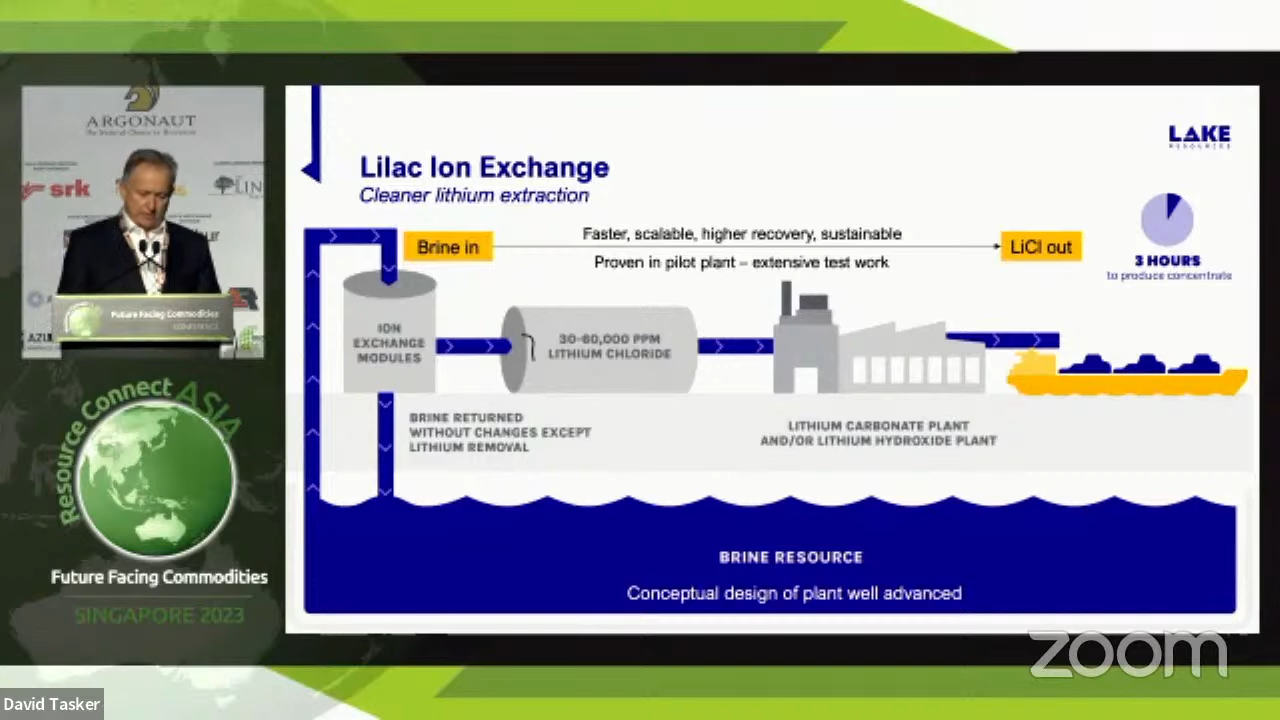 ARGONAUT
srk
LIN
Future Facing Commodities
CONFERENCE
Resource Connect ASIA
Future Facing Commodities
SINGAPORE 2023
LAKE
RESOURCES
Lilac Ion Exchange
Cleaner lithium extraction
Brine in
Faster, scalable, higher recovery, sustainable
Proven in pilot plant – extensive test work
LiCl out
3 HOURS
to produce concentrate
ION
EXCHANGE
MODULES
30-60,000 PPM
LITHIUM CHLORIDE
BRINE RETURNED
WITHOUT CHANGES EXCEPT
LITHIUM REMOVAL
LITHIUM CARBONATE PLANT
AND/OR LITHIUM HYDROXIDE PLANT
BRINE RESOURCE
Conceptual design of plant well advanced
zoom
David Tasker